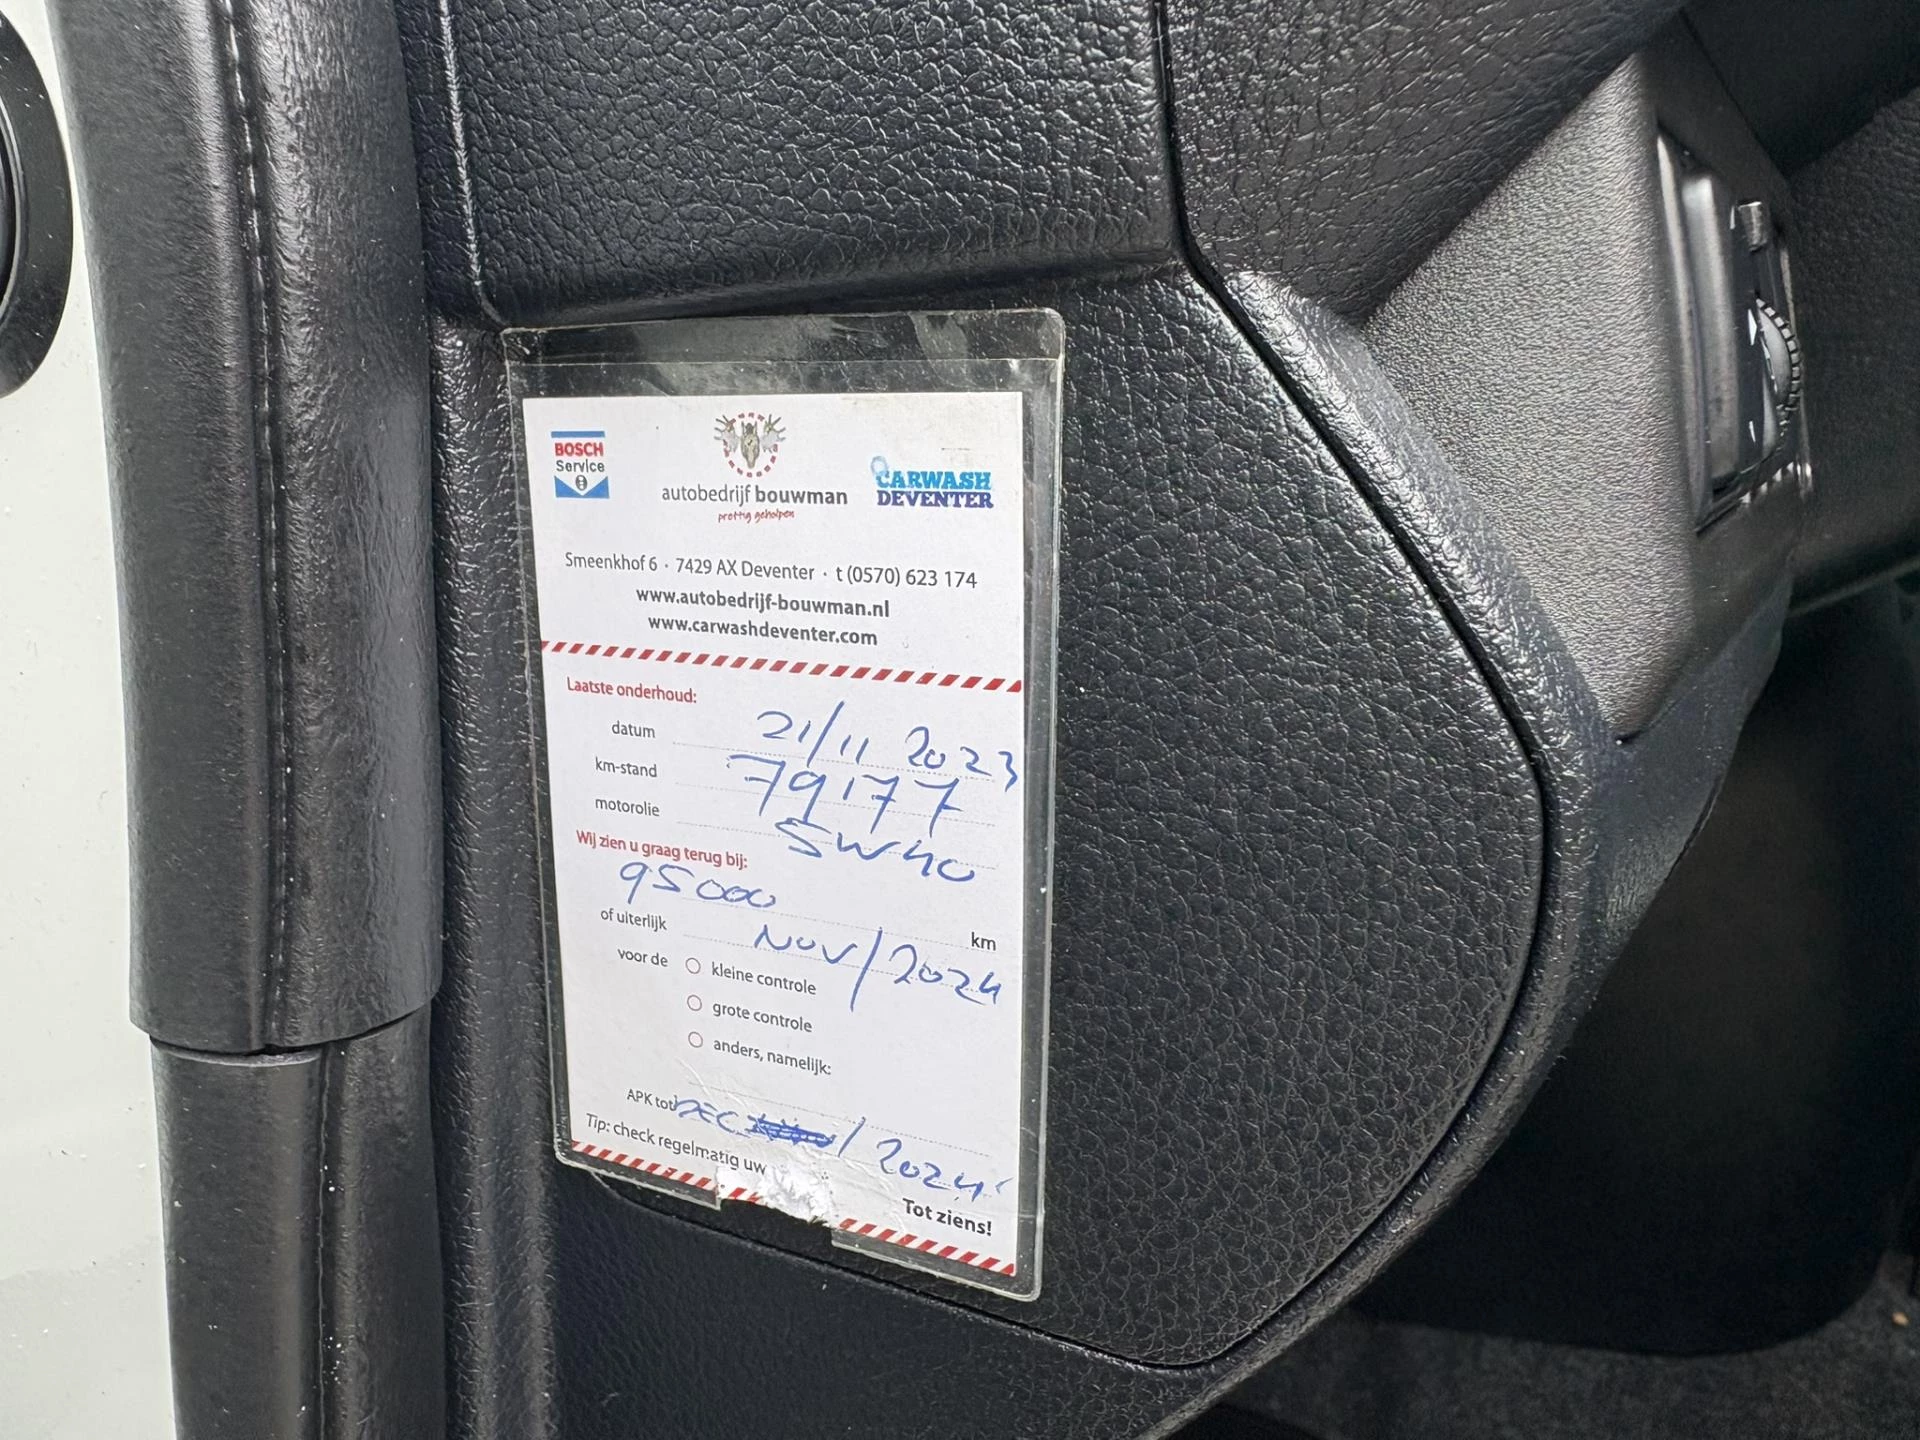 BOSCH
Service
autobedrijf bouwman
prettig geholpen
CARWASH
DEVENTER
Smeenkhof 6 · 7429 AX Deventer · t (0570) 623 174
www.autobedrijf-bouwman.nl
www.carwashdeventer.com
Laatste onderhoud:
datum 21/11 2023
km-stand 79177
motorolie 5W40
Wij zien u graag terug bij:
95000 km
of uiterlijk Nov/2024
voor de kleine controle
grote controle
anders, namelijk:
APK tot DEC / 2024
Tip: check regelmatig uw
Tot ziens!